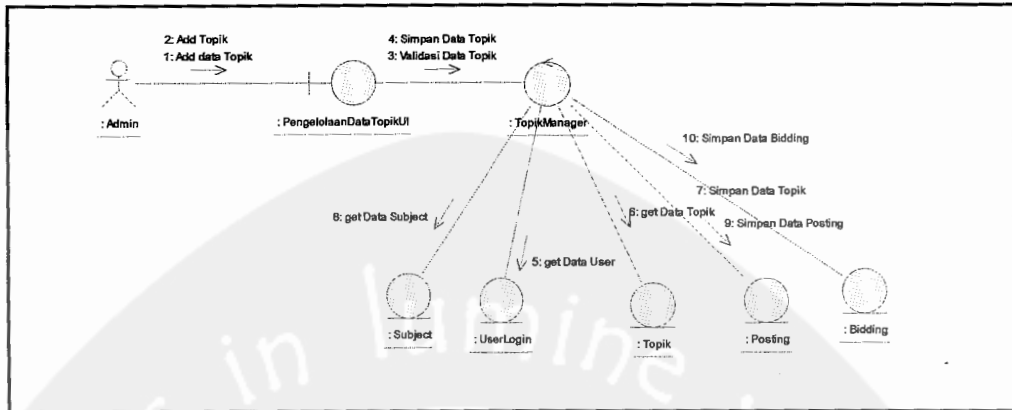 2: Add Topik
1: Add data Topik
4: Simpan Data Topik
3: Validasi Data Topik
: Admin
: PengelolaanDataTopikUI
: TopikManager
10: Simpan Data Bidding
7: Simpan Data Topik
8: get Data Subject
6: get Data Topik
9: Simpan Data Posting
5: get Data User
: Subject
: UserLogin
: Topik
: Posting
: Bidding
in lumine